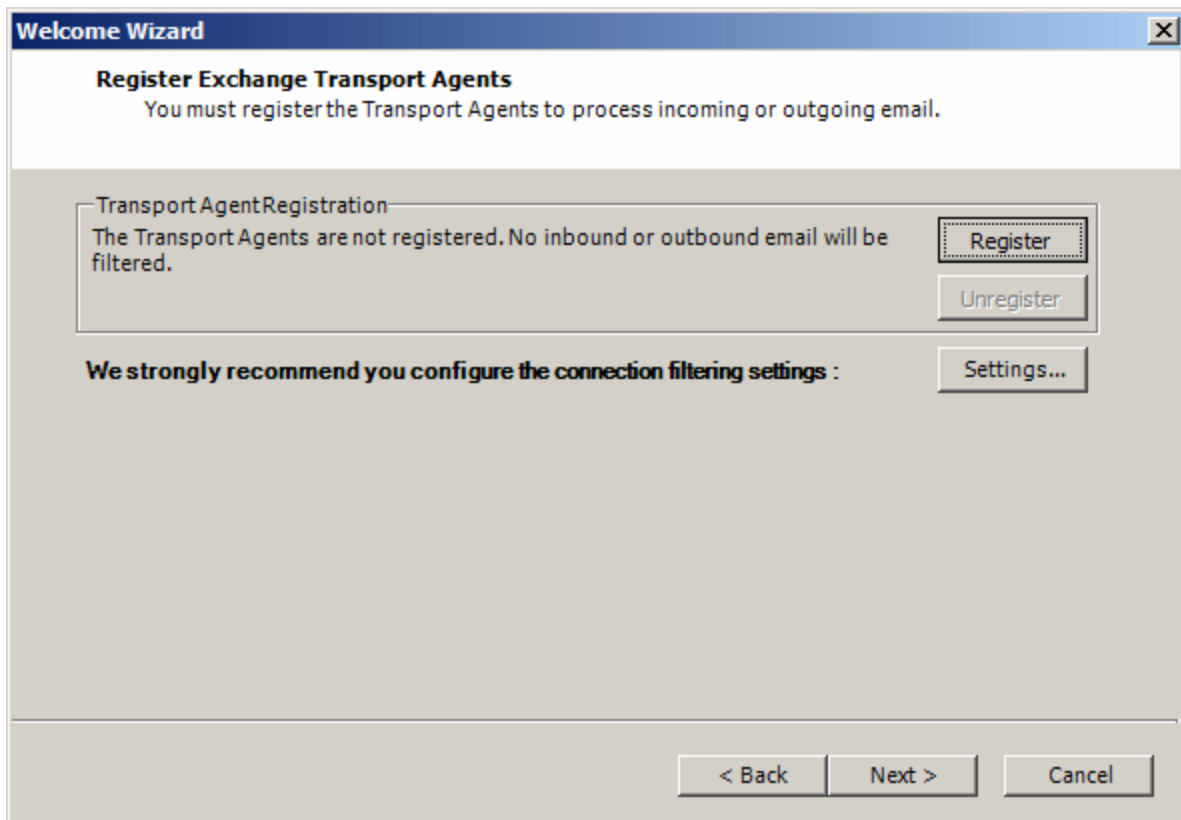 Welcome Wizard
Register Exchange Transport Agents
You must register the Transport Agents to process incoming or outgoing email.
Transport Agent Registration
The Transport Agents are not registered. No inbound or outbound email will be
filtered.
Register
Unregister
We strongly recommend you configure the connection filtering settings :
Settings...
< Back
Next >
Cancel